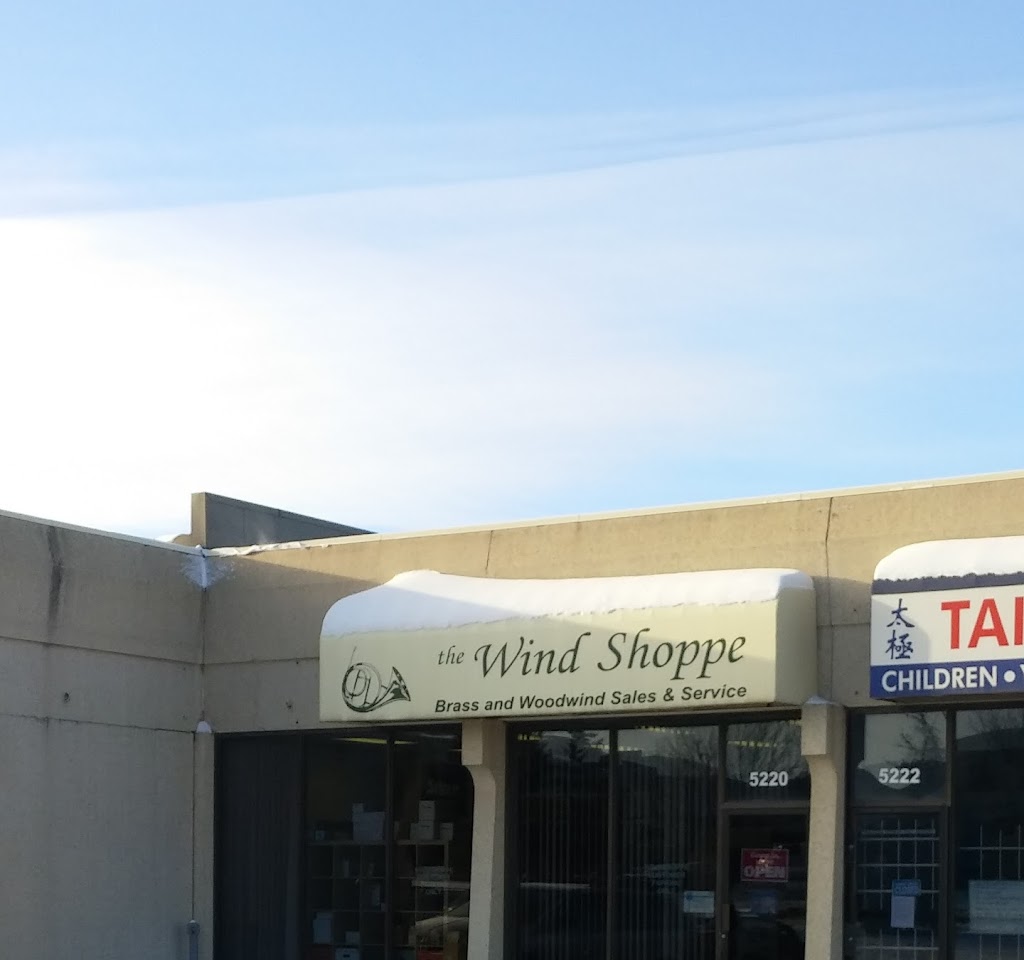 the Wind Shoppe
Brass and Woodwind Sales & Service
5220
OPEN
太極
TAI
CHILDREN •
5222